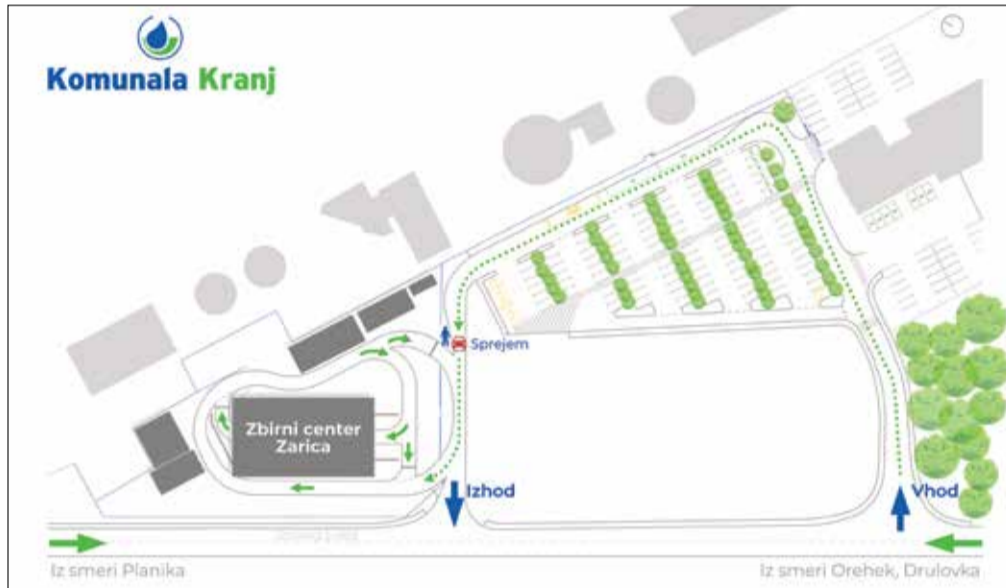 Komunala Kranj
Sprejem
Zbirni center
Zarica
Izhod
Vhod
Iz smeri Planika
Iz smeri Orehek, Drulovka